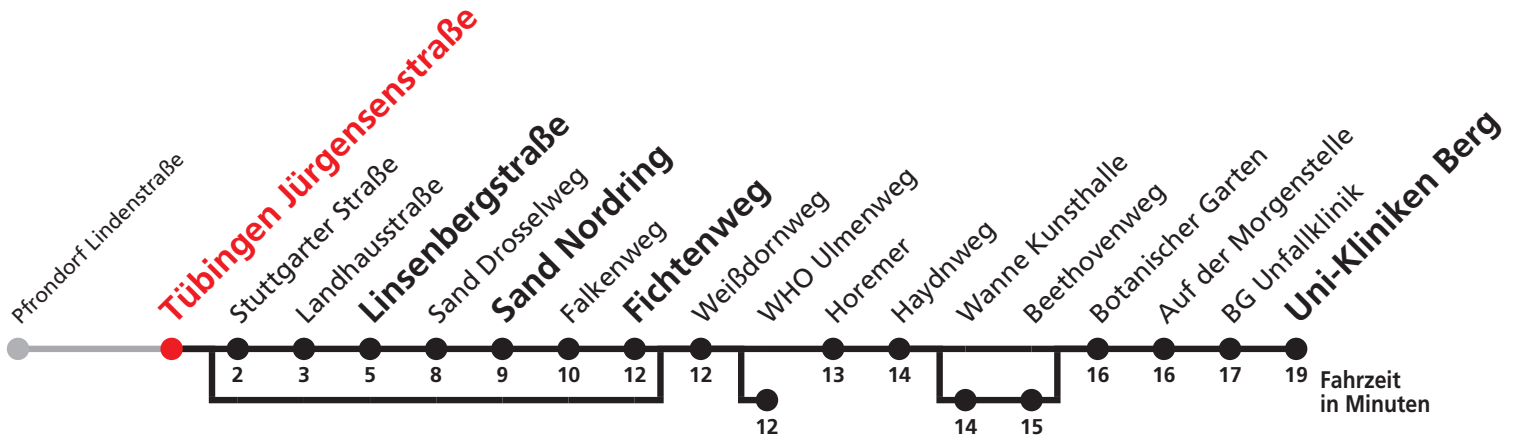 Pfrondorf Lindenstraße
Tübingen Jürgensenstraße
Stuttgarter Straße
Landhausstraße
Linsenbergstraße
Sand Drosselweg
Sand Nordring
Falkenweg
Fichtenweg
Weißdornweg
WHO Ulmenweg
Horemer
Haydnweg
Wanne Kunsthalle
Beethovenweg
Botanischer Garten
Auf der Morgenstelle
BG Unfallklinik
Uni-Kliniken Berg
2 3 5 8 9 10 12 12 13 14 16 16 17 19
Fahrzeit
in Minuten
12 14 15